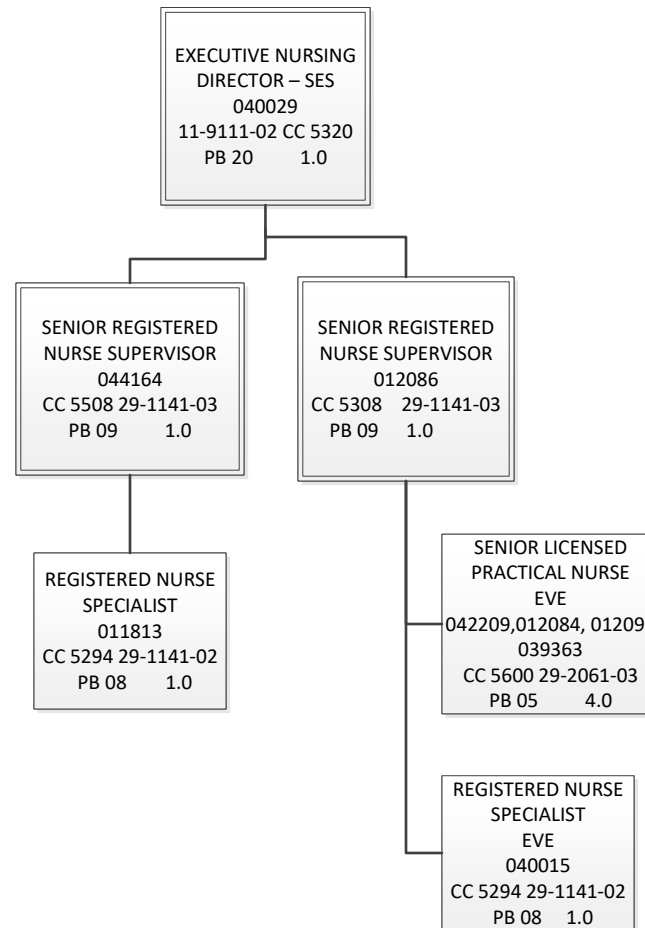 EXECUTIVE NURSING
DIRECTOR – SES
040029
11-9111-02 CC 5320
PB 20 1.0
SENIOR REGISTERED
NURSE SUPERVISOR
044164
CC 5508 29-1141-03
PB 09 1.0
SENIOR REGISTERED
NURSE SUPERVISOR
012086
CC 5308 29-1141-03
PB 09 1.0
REGISTERED NURSE
SPECIALIST
011813
CC 5294 29-1141-02
PB 08 1.0
SENIOR LICENSED
PRACTICAL NURSE
EVE
042209,012084,
039363
CC 5600 29-2061-03
PB 05 4.0
REGISTERED NURSE
SPECIALIST
EVE
040015
CC 5294 29-1141-02
PB 08 1.0